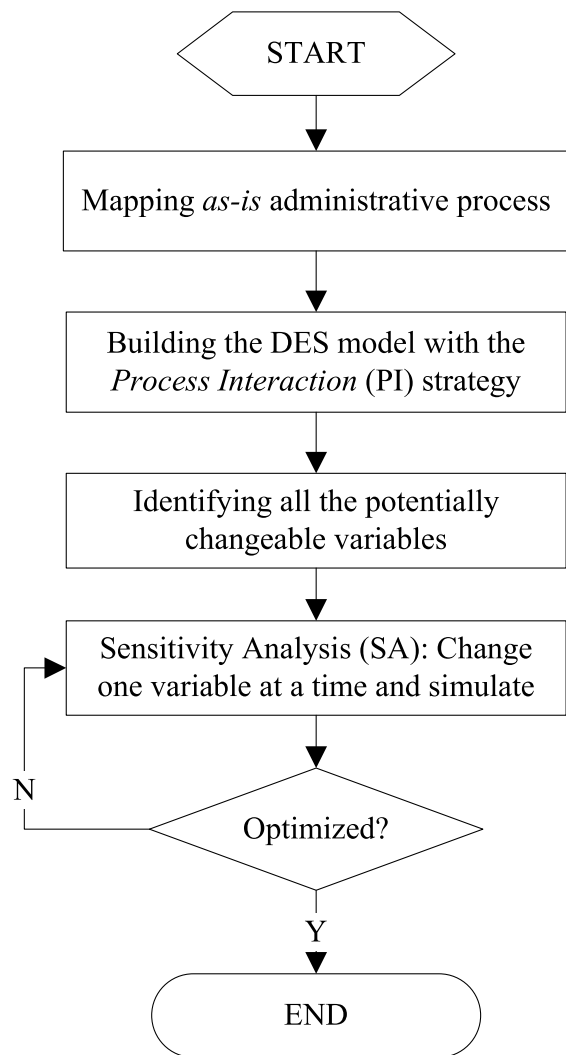 START
Mapping as-is administrative process
Building the DES model with the
Process Interaction (PI) strategy
Identifying all the potentially
changeable variables
Sensitivity Analysis (SA): Change
one variable at a time and simulate
N
Optimized?
Y
END